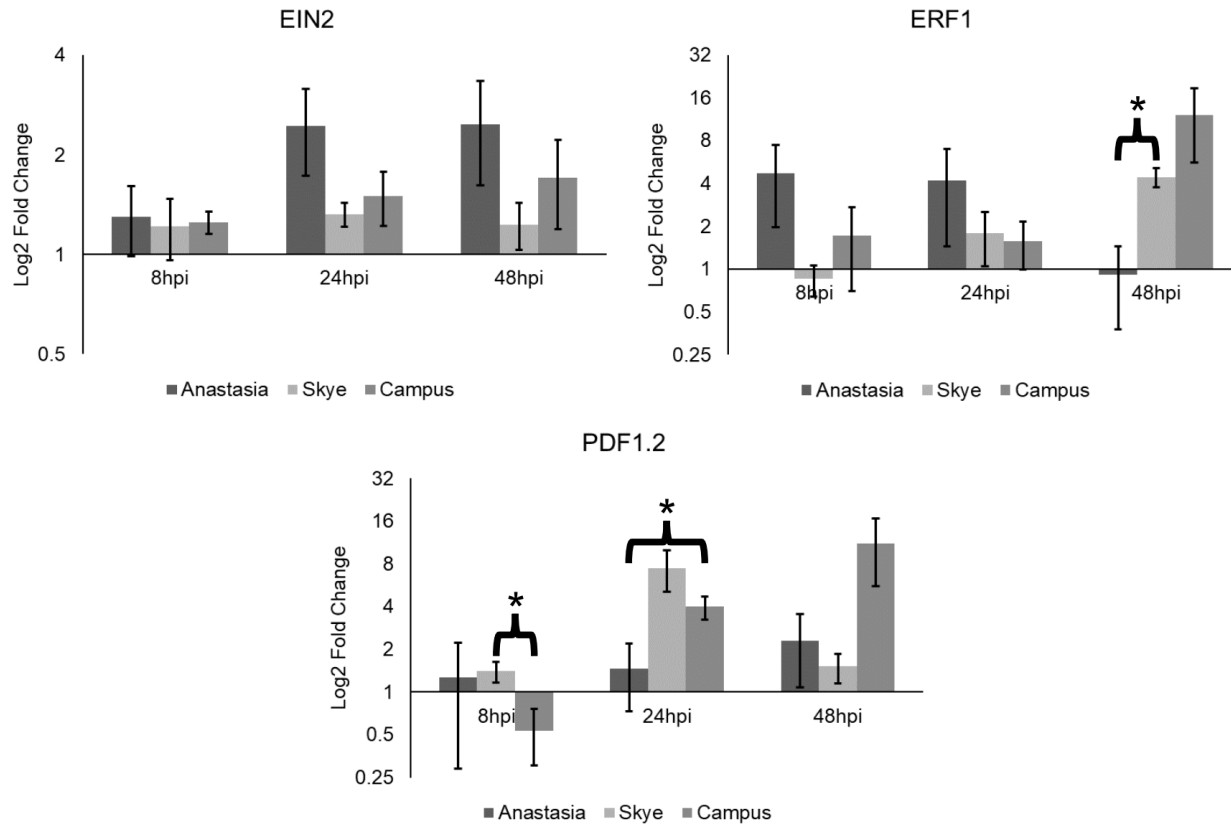 EIN2
4
2
1
0.5
Log2 Fold Change
8hpi 24hpi 48hpi
Anastasia Skye Campus
ERF1
32
16
8
4
2
1
0.5
0.25
Log2 Fold Change
*
8hpi 24hpi 48hpi
Anastasia Skye Campus
PDF1.2
32
16
8
4
2
1
0.5
0.25
Log2 Fold Change
* *
8hpi 24hpi 48hpi
Anastasia Skye Campus